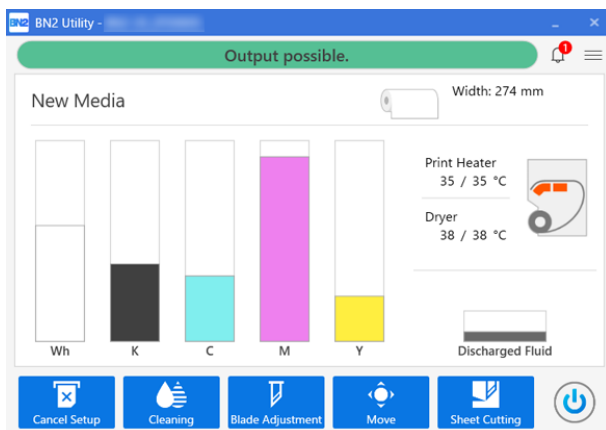 BN2 BN2 Utility -
Output possible.
1
New Media
Width: 274 mm
Print Heater
35 / 35 °C
Dryer
38 / 38 °C
Wh K C M Y
Discharged Fluid
Cancel Setup
Cleaning
Blade Adjustment
Move
Sheet Cutting